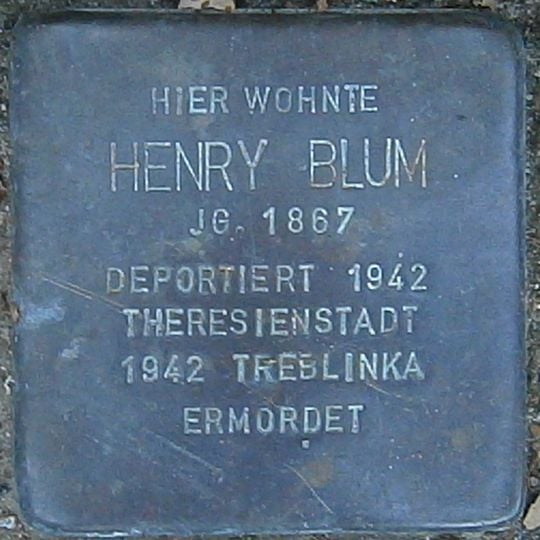 HIER WOHNTE
HENRY BLUM
JG. 1867
DEPORTIERT 1942
THERESIENSTADT
1942 TREBLINKA
ERMORDET